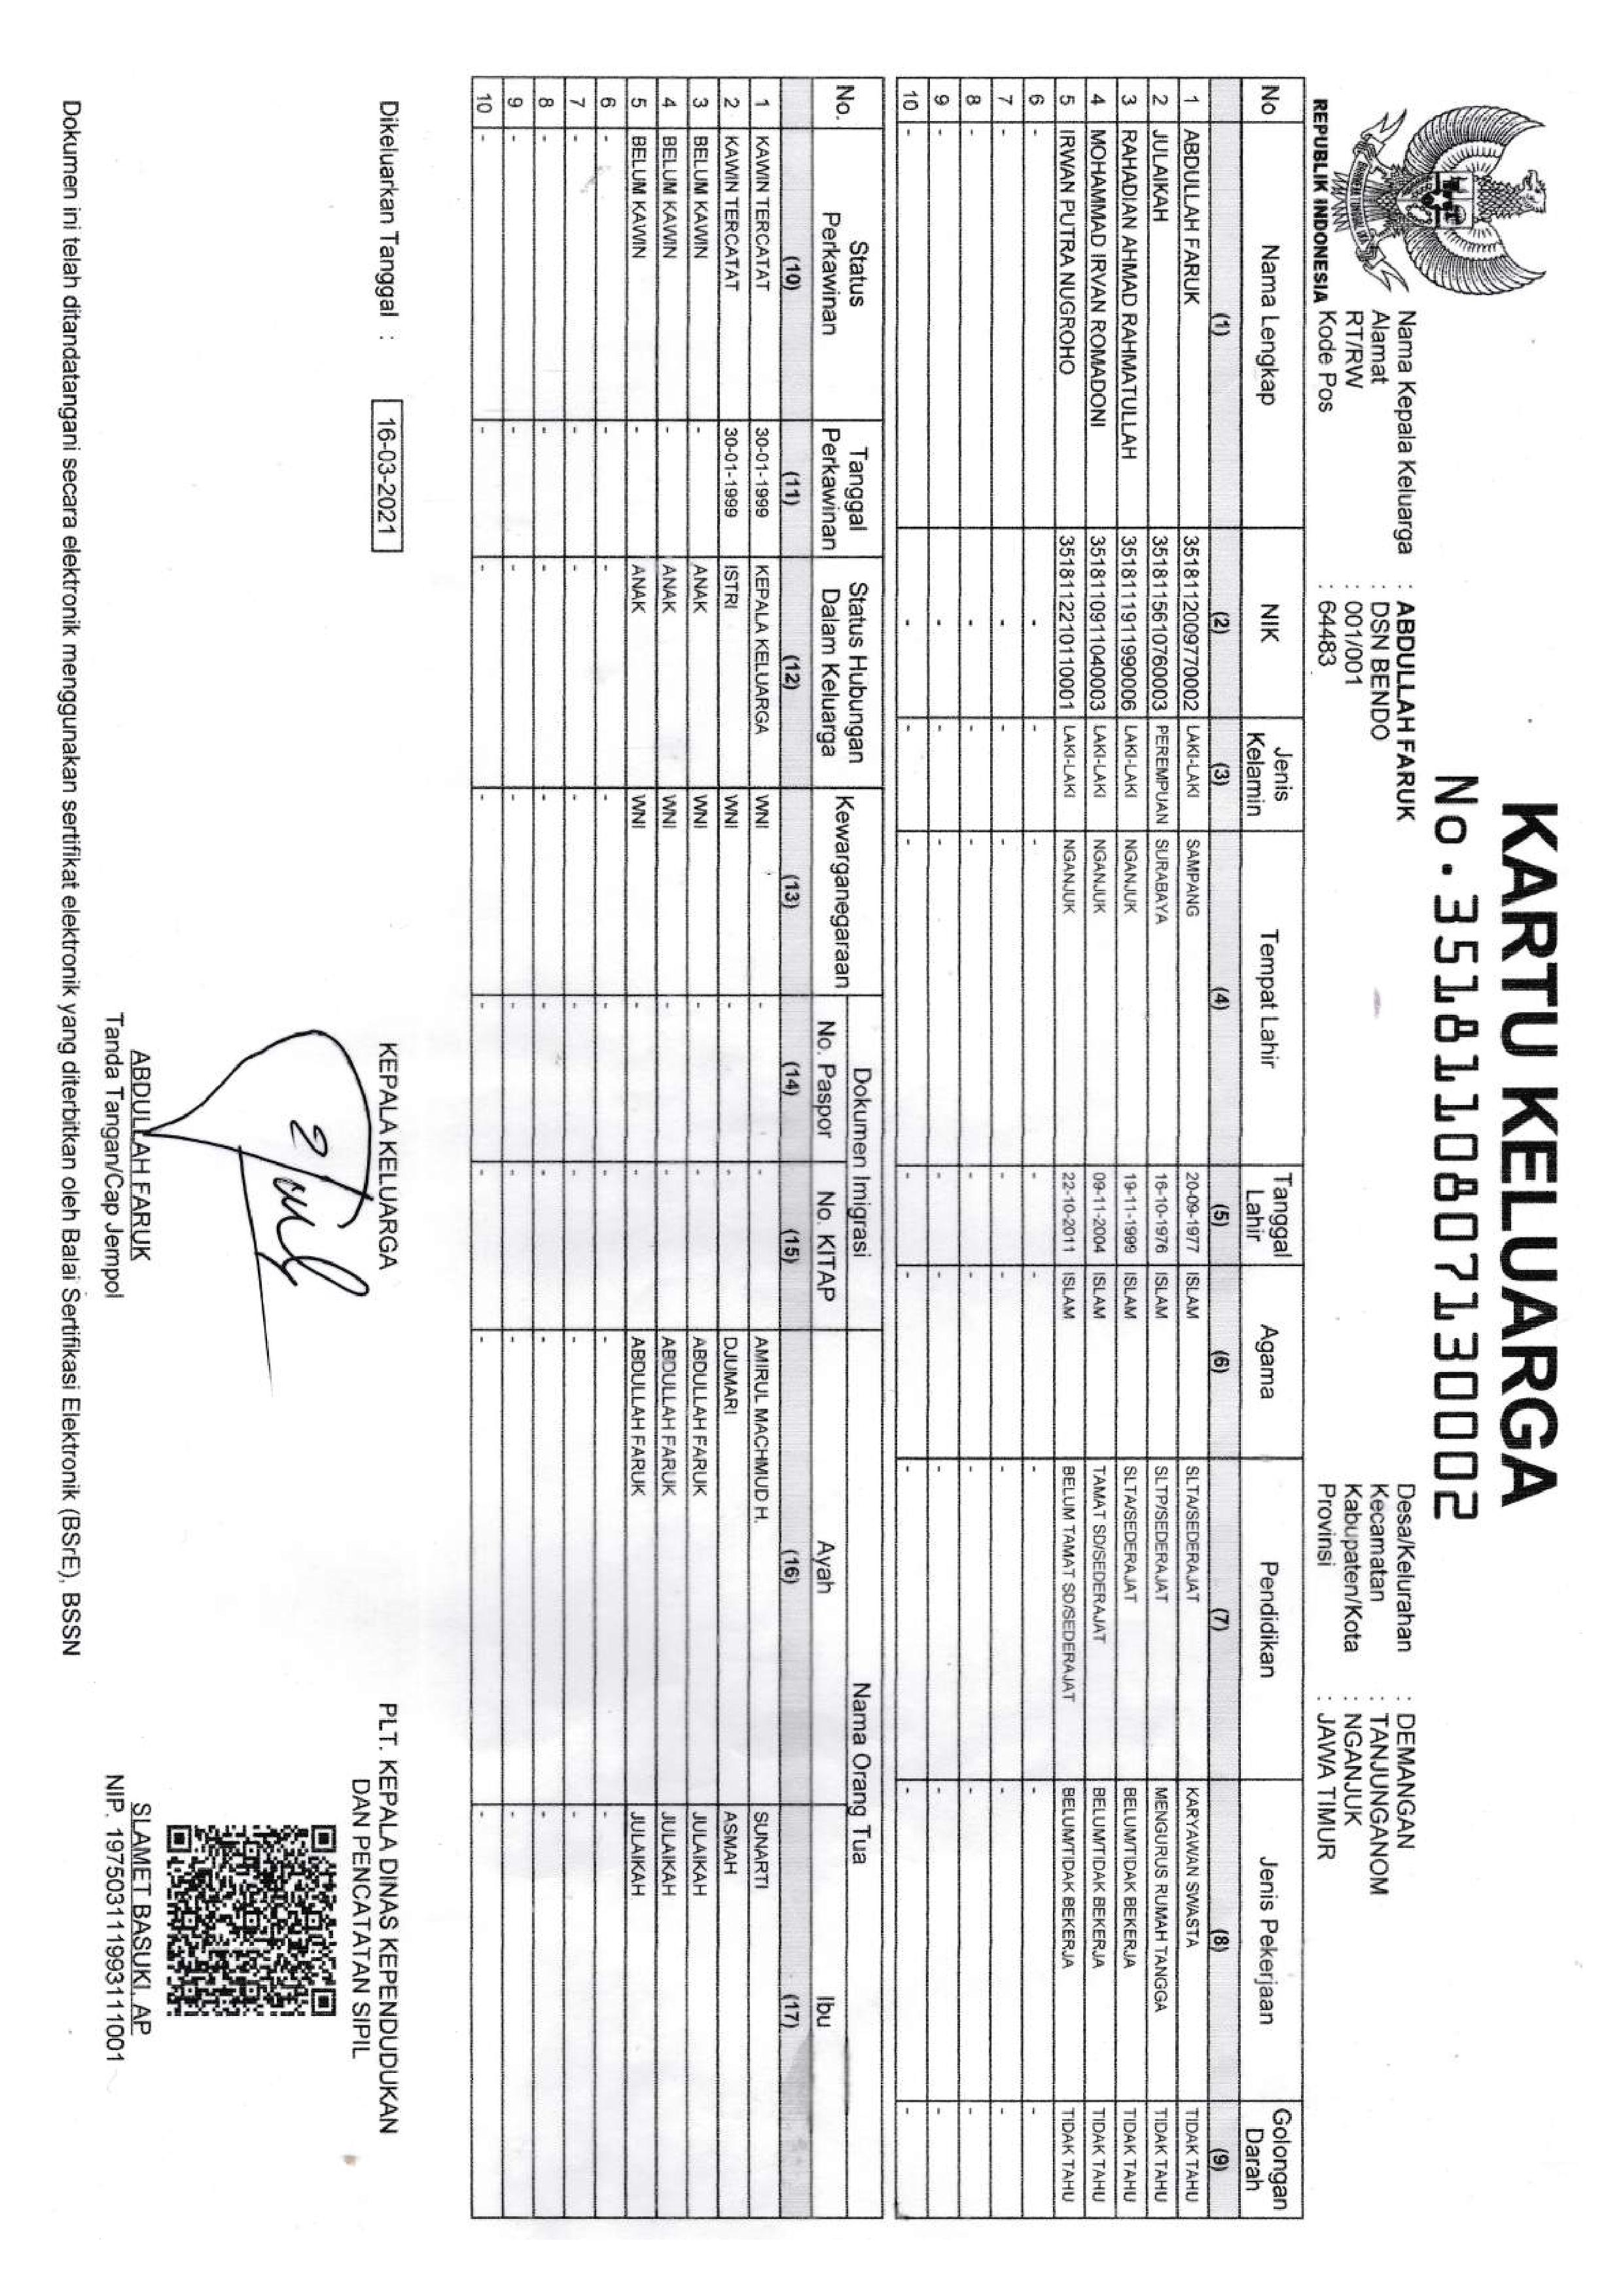 KARTU KELUARGA
No. 3518110807130002
REPUBLIK INDONESIA
Nama Kepala Keluarga : ABDULLAH FARUK
Alamat : DSN BENDO
RT/RW : 001/001
Kode Pos : 64483
Desa/Kelurahan : DEMANGAN
Kecamatan : TANJUNGANOM
Kabupaten/Kota : NGANJUK
Provinsi : JAWA TIMUR
No Nama Lengkap NIK Jenis Kelamin Tempat Lahir Tanggal Lahir Agama Pendidikan Jenis Pekerjaan Golongan Darah
(1) (2) (3) (4) (5) (6) (7) (8) (9)
1 ABDULLAH FARUK 3518112009770002 LAKI-LAKI SAMPANG 20-09-1977 ISLAM SLTA/SEDERAJAT KARYAWAN SWASTA TIDAK TAHU
2 JULAIKAH 3518115610760003 PEREMPUAN SURABAYA 16-10-1976 ISLAM SLTP/SEDERAJAT MENGURUS RUMAH TANGGA TIDAK TAHU
3 RAHADIAN AHMAD RAHMATULLAH 3518111911990006 LAKI-LAKI NGANJUK 19-11-1999 ISLAM SLTA/SEDERAJAT BELUM/TIDAK BEKERJA TIDAK TAHU
4 MOHAMMAD IRVAN ROMADONI 3518110911040003 LAKI-LAKI NGANJUK 09-11-2004 ISLAM TAMAT SD/SEDERAJAT BELUM/TIDAK BEKERJA TIDAK TAHU
5 IRWAN PUTRA NUGROHO 3518112210110001 LAKI-LAKI NGANJUK 22-10-2011 ISLAM BELUM TAMAT SD/SEDERAJAT BELUM/TIDAK BEKERJA TIDAK TAHU
6 - - - - - - - - -
7 - - - - - - - - -
8 - - - - - - - - -
9 - - - - - - - - -
10 - - - - - - - - -
No. Status Perkawinan Tanggal Perkawinan Status Hubungan Dalam Keluarga Kewarganegaraan Dokumen Imigrasi Nama Orang Tua
No. Paspor No. KITAP Ayah Ibu
(10) (11) (12) (13) (14) (15) (16) (17)
1 KAWIN TERCATAT 30-01-1999 KEPALA KELUARGA WNI - - AMIRUL MACHMUD H. SUNARTI
2 KAWIN TERCATAT 30-01-1999 ISTRI WNI - - DJUMARI ASMAH
3 BELUM KAWIN - ANAK WNI - - ABDULLAH FARUK JULAIKAH
4 BELUM KAWIN - ANAK WNI - - ABDULLAH FARUK JULAIKAH
5 BELUM KAWIN - ANAK WNI - - ABDULLAH FARUK JULAIKAH
6 - - - - - - - -
7 - - - - - - - -
8 - - - - - - - -
9 - - - - - - - -
10 - - - - - - - -
Dikeluarkan Tanggal : 16-03-2021
KEPALA KELUARGA
ABDULLAH FARUK
Tanda Tangan/Cap Jempol
PLT. KEPALA DINAS KEPENDUDUKAN
DAN PENCATATAN SIPIL
SLAMET BASUKI, AP
NIP. 197503111993111001
Dokumen ini telah ditandatangani secara elektronik menggunakan sertifikat elektronik yang diterbitkan oleh Balai Sertifikasi Elektronik (BSrE), BSSN